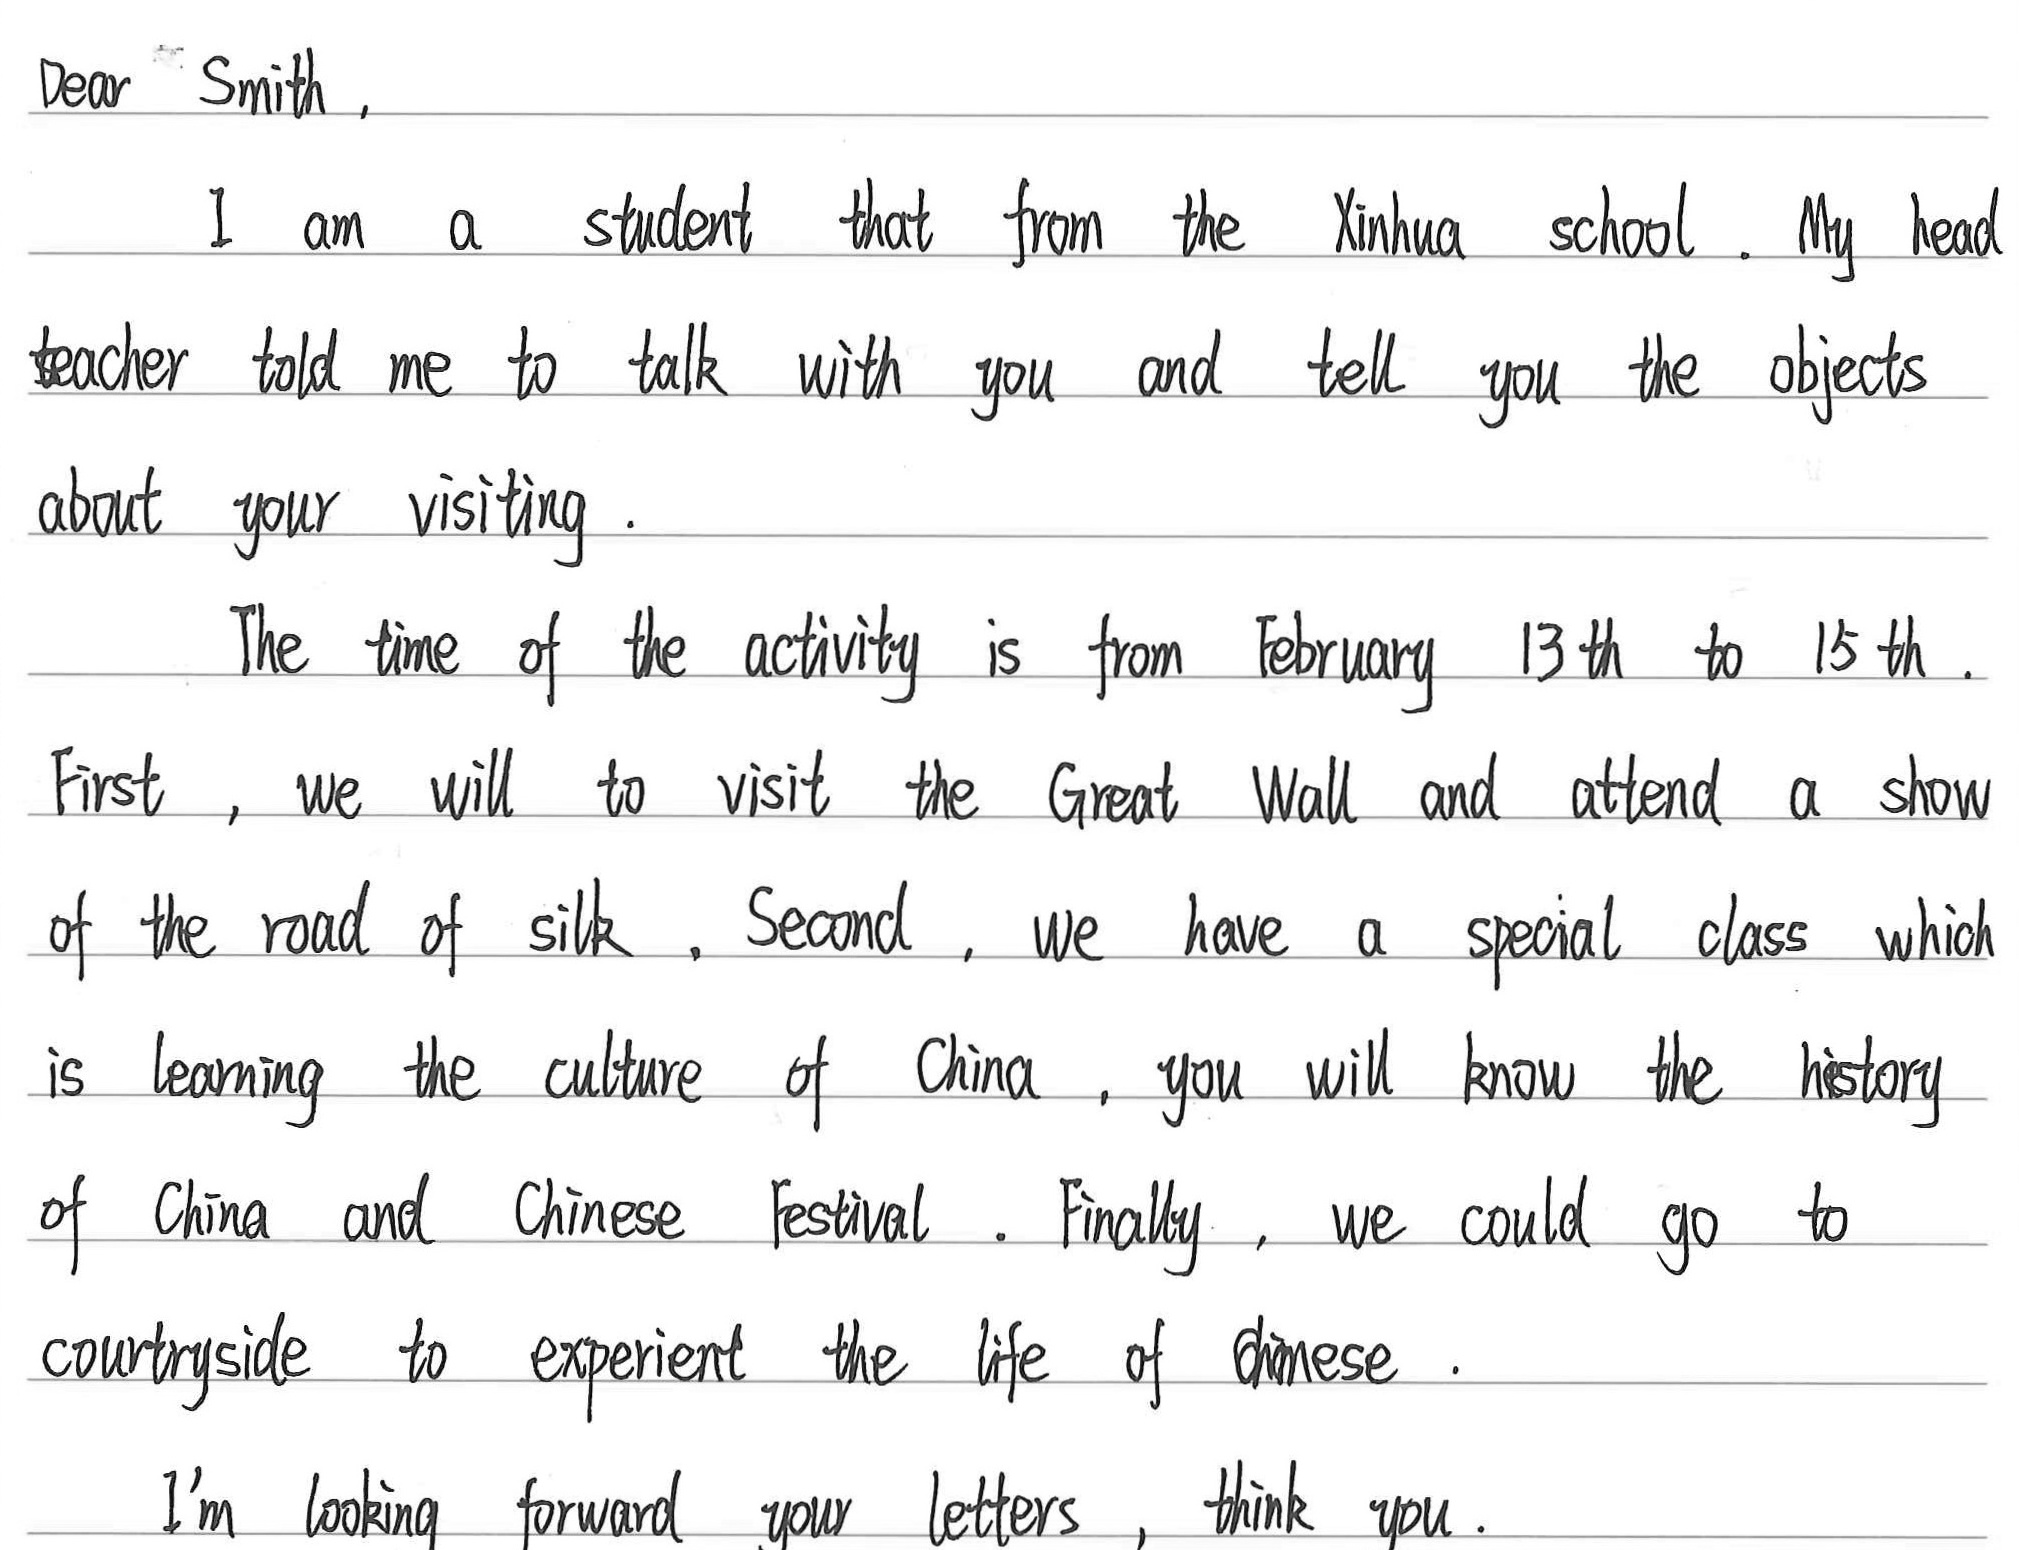 Dear Smith,
I am a student that from the Xinhua school. My head
teacher told me to talk with you and tell you the objects
about your visiting.
The time of the activity is from February 13th to 15th.
First, we will to visit the Great Wall and attend a show
of the road of silk. Second, we have a special class which
is learning the culture of China, you will know the history
of China and Chinese Festival. Finally, we could go to
courtryside to experient the life of Chinese.
I'm looking forward your letters, think you.